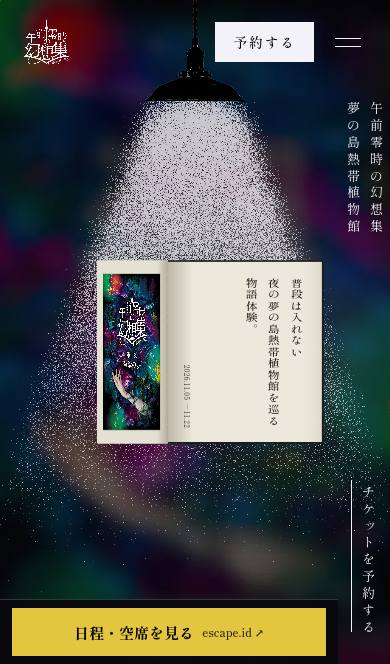 午前零時の幻想集
予約する
午前零時の幻想集
夢の島熱帯植物館
普段は入れない
夜の夢の島熱帯植物館を巡る
物語体験。
2026.11.05 – 11.22
チケットを予約する
日程・空席を見る escape.id ↗